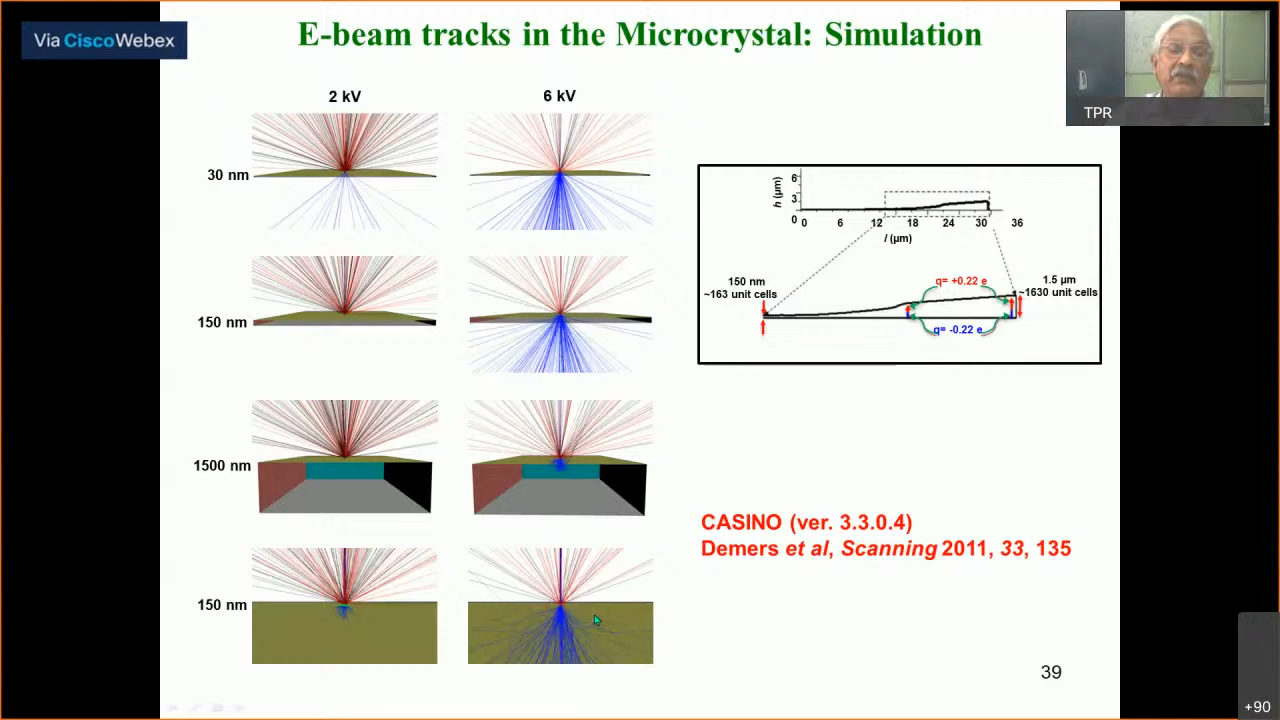 Via CiscoWebex
E-beam tracks in the Microcrystal: Simulation
TPR
2 kV
6 kV
30 nm
150 nm
1500 nm
150 nm
h (μm)
6
3
0
0 6 12 18 24 30 36
l (μm)
150 nm
~163 unit cells
q= +0.22 e
q= -0.22 e
1.5 μm
~1630 unit cells
CASINO (ver. 3.3.0.4)
Demers et al, Scanning 2011, 33, 135
39
+90